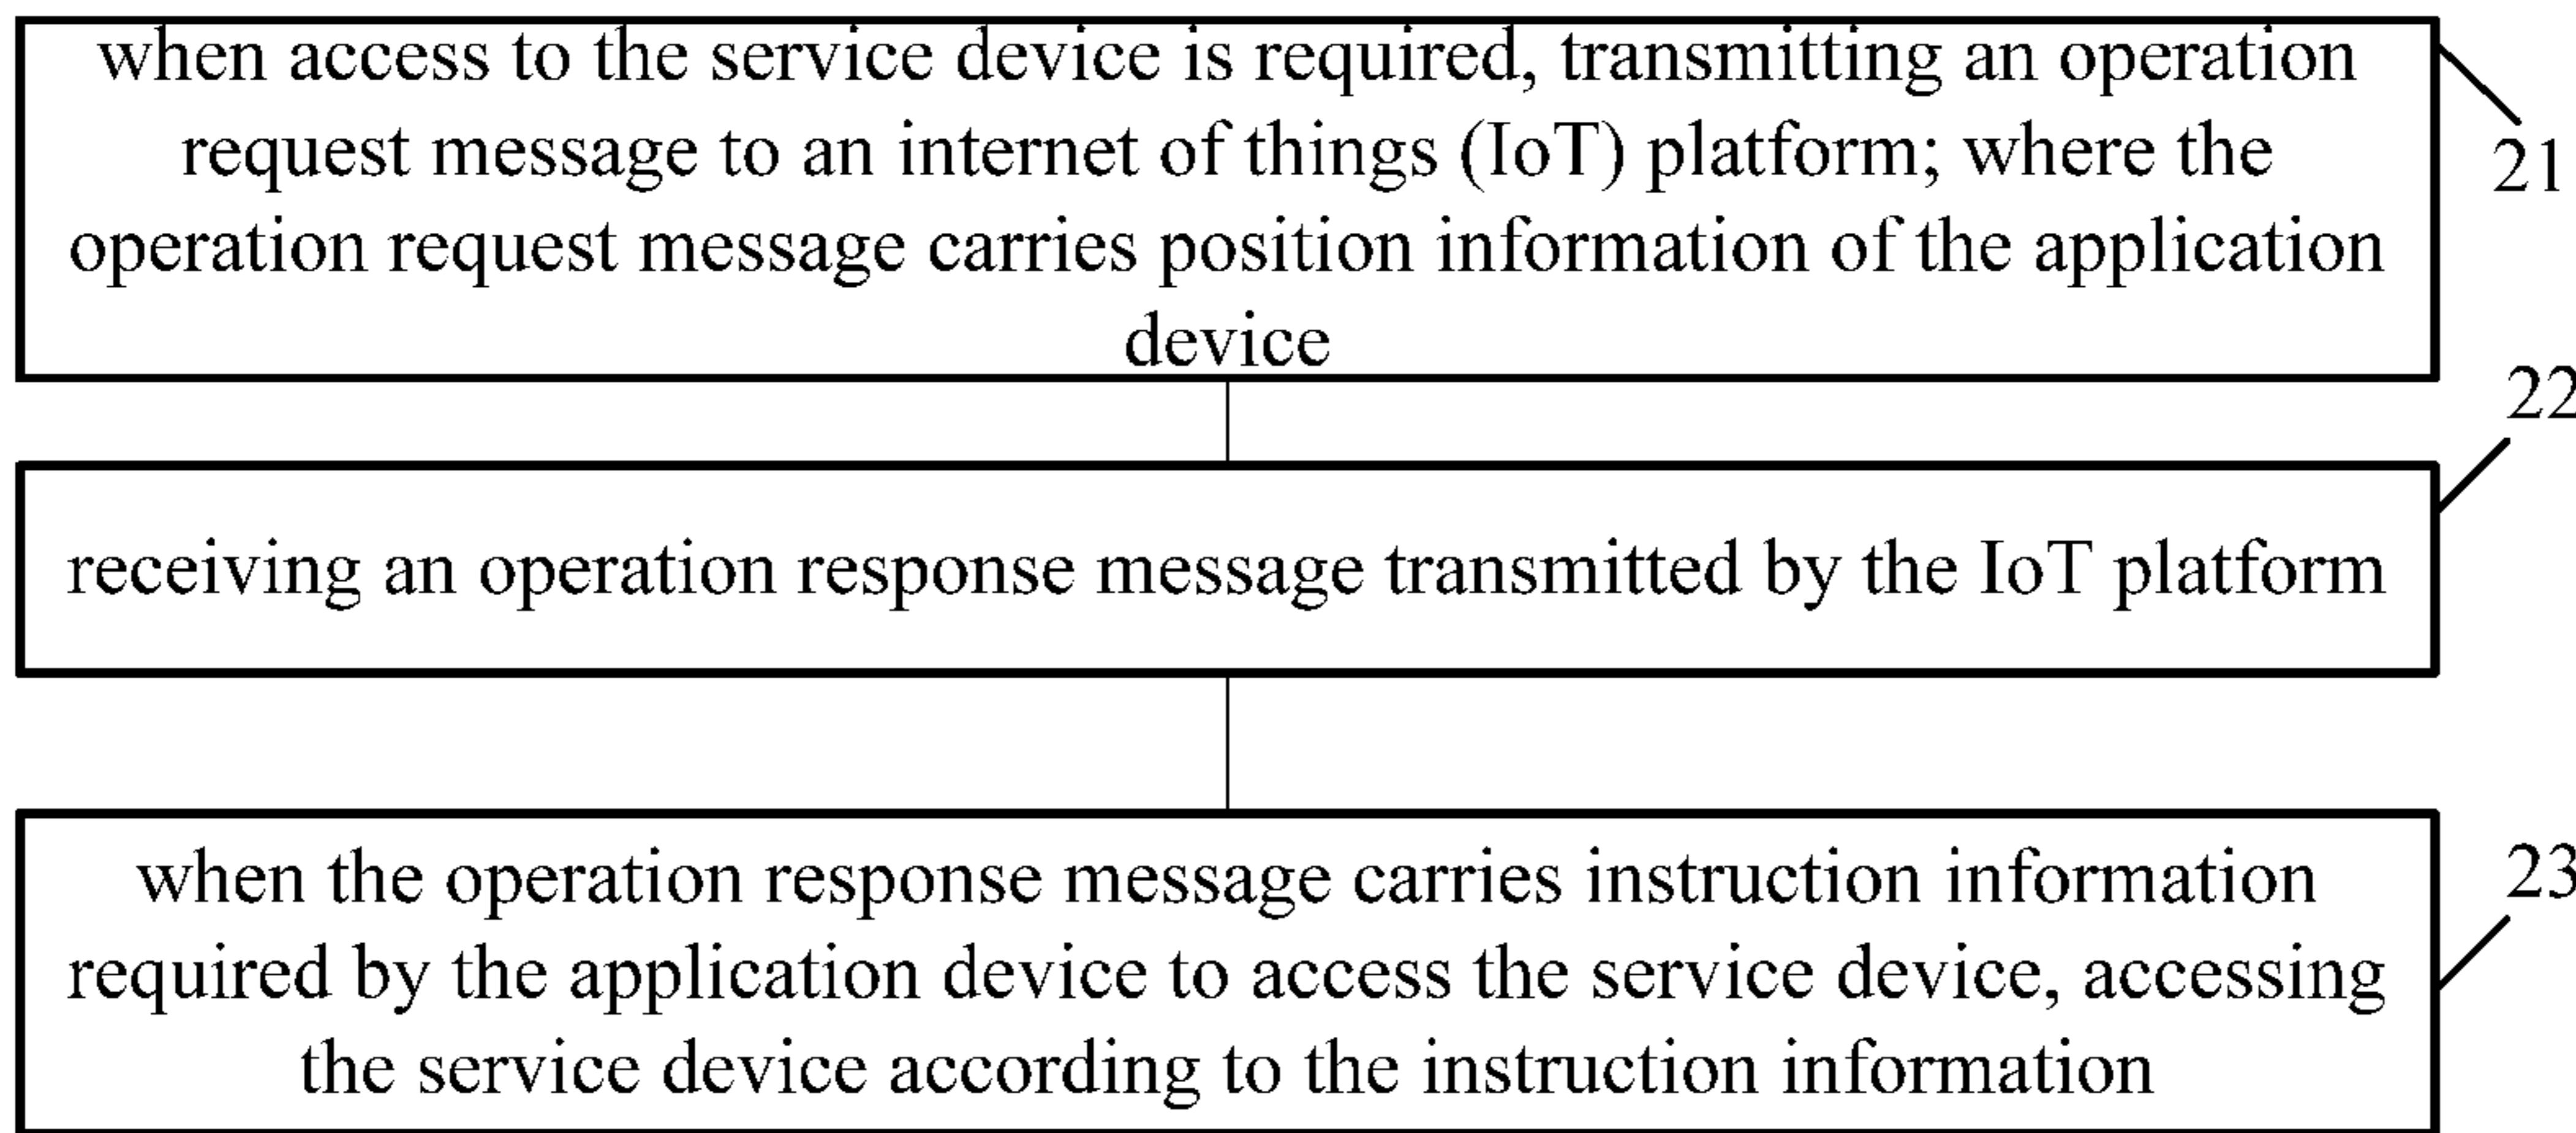 when access to the service device is required, transmitting an operation
request message to an internet of things (IoT) platform; where the
operation request message carries position information of the application
device
21
22
receiving an operation response message transmitted by the IoT platform
when the operation response message carries instruction information
required by the application device to access the service device, accessing
the service device according to the instruction information
23